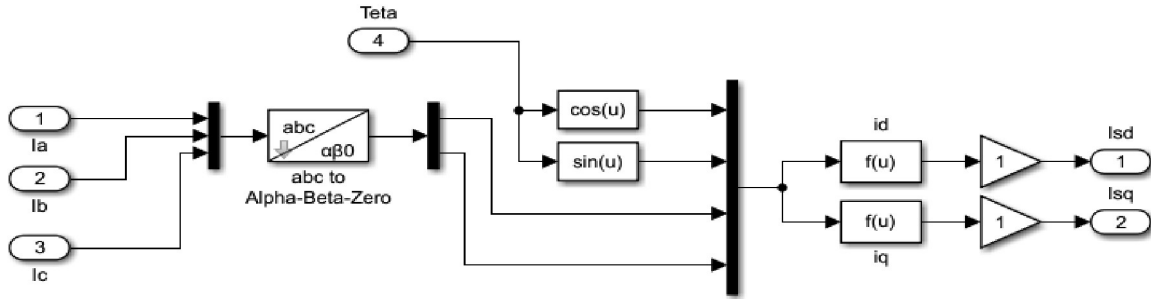 Teta
4
1
Ia
2
Ib
3
Ic
abc
αβ0
abc to
Alpha-Beta-Zero
cos(u)
sin(u)
id
f(u)
f(u)
iq
1
1
Isd
1
Isq
2